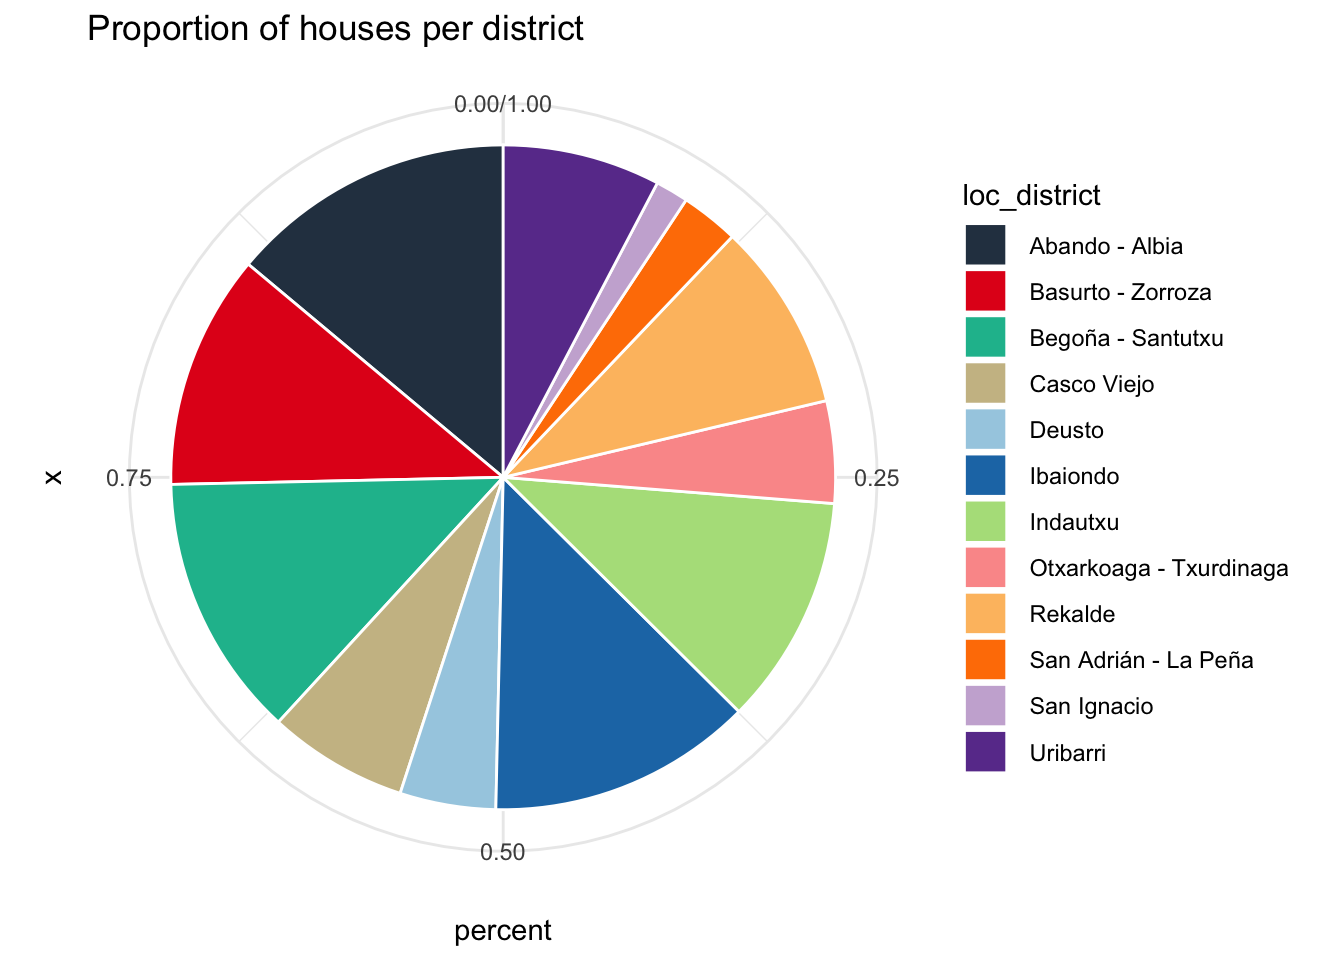 Proportion of houses per district
0.00/1.00
0.25
0.50
0.75
x
percent
loc_district
Abando - Albia
Basurto - Zorroza
Begoña - Santutxu
Casco Viejo
Deusto
Ibaiondo
Indautxu
Otxarkoaga - Txurdinaga
Rekalde
San Adrián - La Peña
San Ignacio
Uribarri